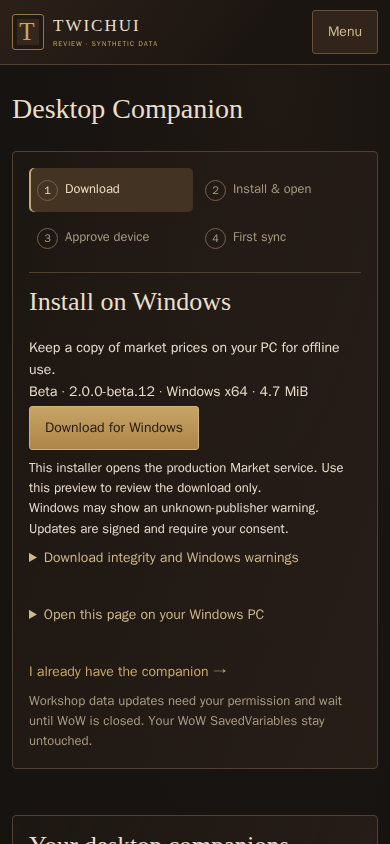 T
TWICHUI
REVIEW · SYNTHETIC DATA
Menu
Desktop Companion
1 Download
2 Install & open
3 Approve device
4 First sync
Install on Windows
Keep a copy of market prices on your PC for offline
use.
Beta · 2.0.0-beta.12 · Windows x64 · 4.7 MiB
Download for Windows
This installer opens the production Market service. Use
this preview to review the download only.
Windows may show an unknown-publisher warning.
Updates are signed and require your consent.
▶ Download integrity and Windows warnings
▶ Open this page on your Windows PC
I already have the companion →
Workshop data updates need your permission and wait
until WoW is closed. Your WoW SavedVariables stay
untouched.
Your desktop companions